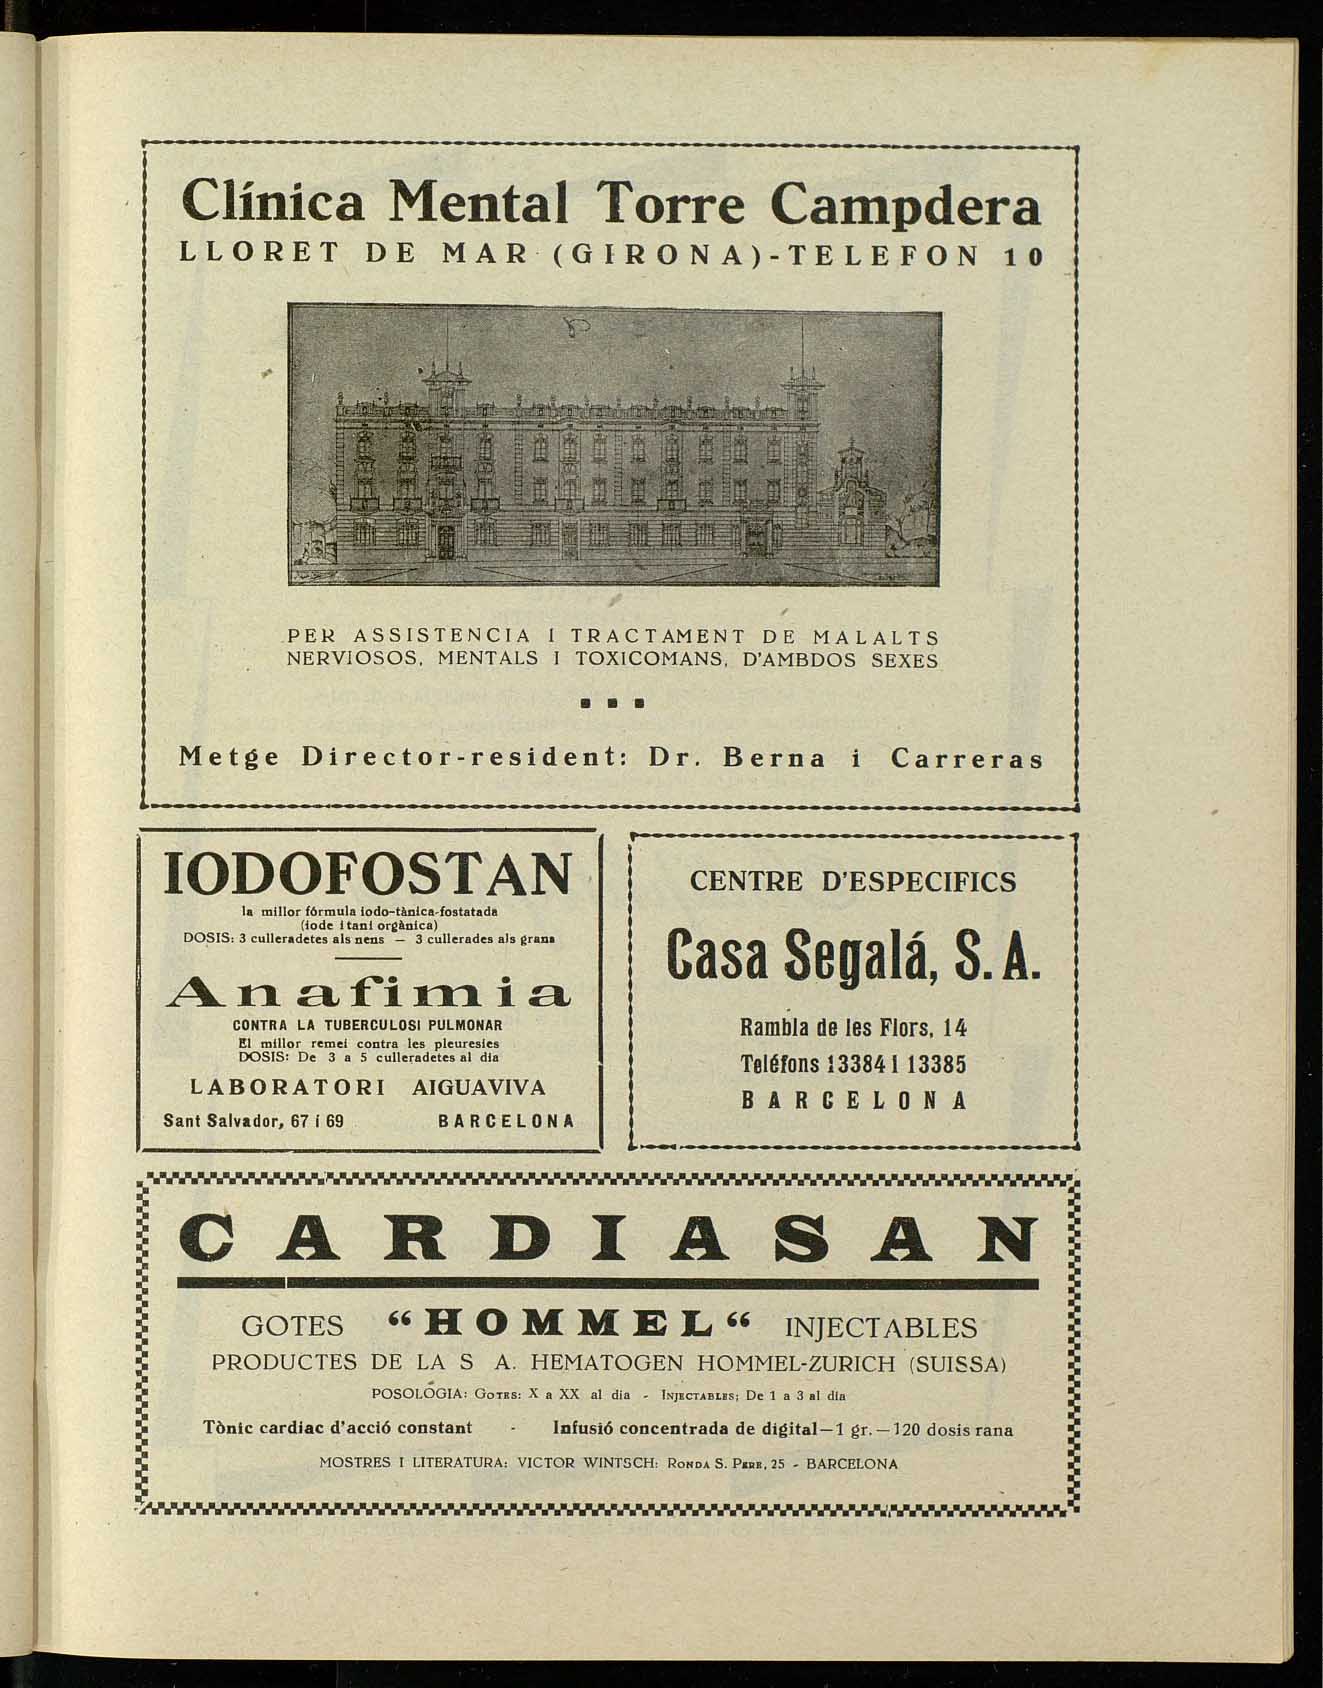 Clínica Mental Torre Campdera
LLORET DE MAR (GIRONA)-TELEFON 10
PER ASSISTENCIA I TRACTAMENT DE MALALTS
NERVIOSOS, MENTALS I TOXICOMANS, D'AMBDOS SEXES
Metge Director-resident: Dr. Berna i Carreras
IODOFOSTAN
la millor fórmula iodo-tànica-fostatada
(iode i tani orgànica)
DOSIS: 3 culleradetes als nens — 3 cullerades als grans
Anafimia
CONTRA LA TUBERCULOSI PULMONAR
El millor remei contra les pleuresies
DOSIS: De 3 a 5 culleradetes al dia
LABORATORI AIGUAVIVA
Sant Salvador, 67 i 69 BARCELONA
CENTRE D'ESPECIFICS
Casa Segalá, S. A.
Rambla de les Flors, 14
Telèfons 13384 i 13385
BARCELONA
CARDIASAN
GOTES “HOMMEL“ INJECTABLES
PRODUCTES DE LA S A. HEMATOGEN HOMMEL-ZURICH (SUISSA)
POSOLÒGIA: GOTES: X a XX al dia - INJECTABLES; De 1 a 3 al dia
Tònic cardiac d'acció constant - Infusió concentrada de digital—1 gr.—120 dosis rana
MOSTRES I LITERATURA: VICTOR WINTSCH: RONDA S. PERE, 25 - BARCELONA